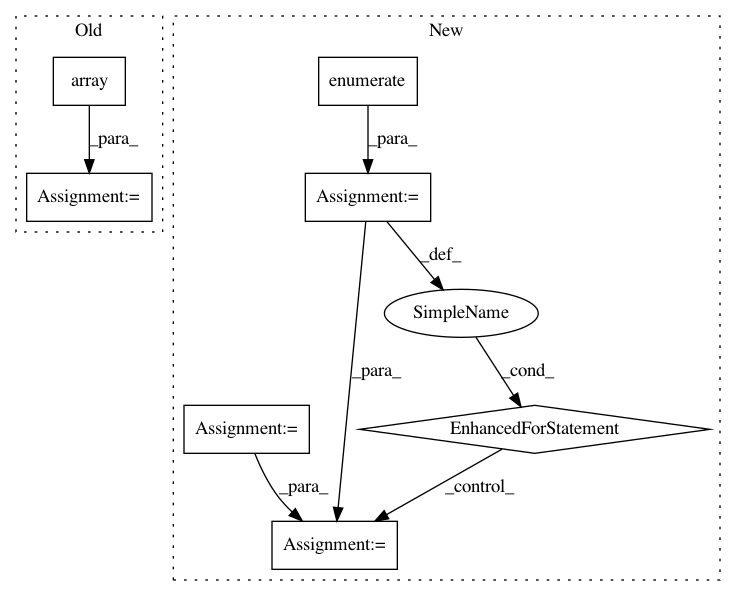 Old
New
array
enumerate
_para_
_para_
Assignment:=
Assignment:=
_def_
SimpleName
_para_
_cond_
Assignment:=
EnhancedForStatement
_para_
_control_
Assignment:=